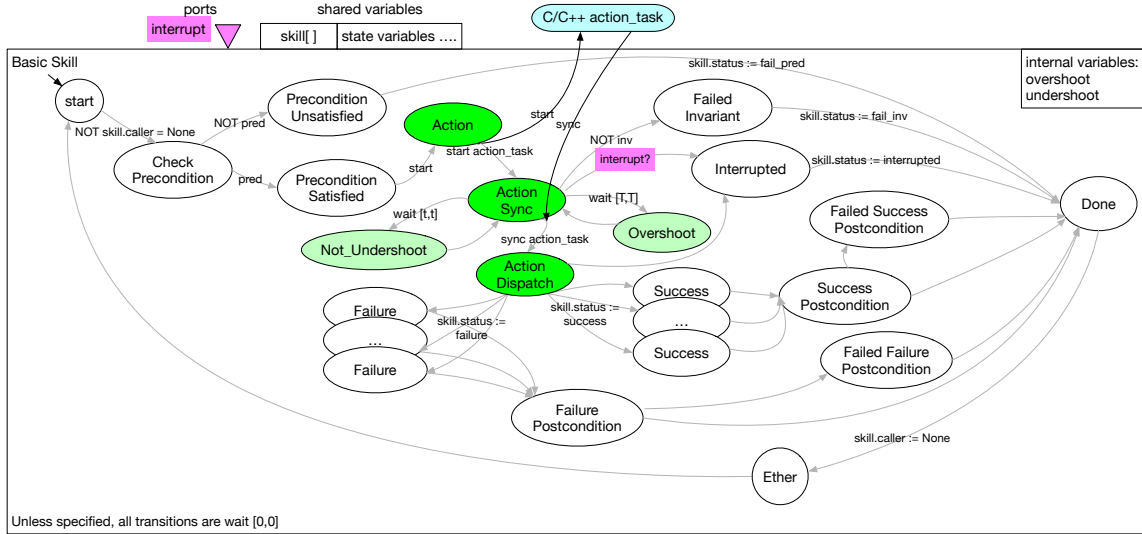 ports
shared variables
interrupt
skill[ ]
state variables ....
C/C++ action_task
Basic Skill
internal variables:
overshoot
undershoot
start
NOT skill.caller = None
NOT pred
Precondition
Unsatisfied
skill.status := fail_pred
Action
start
sync
Failed
Invariant
skill.status := fail_inv
NOT inv
start action_task
interrupt?
Interrupted
skill.status := interrupted
Check
Precondition
pred
Precondition
Satisfied
start
Action
Sync
wait [T,T]
wait [t,t]
Overshoot
Not_Undershoot
sync action_task
Done
Failed Success
Postcondition
Action
Dispatch
Success
...
Success
skill.status :=
success
Success
Postcondition
Failure
...
Failure
skill.status :=
failure
Failed Failure
Postcondition
Failure
Postcondition
skill.caller := None
Ether
Unless specified, all transitions are wait [0,0]